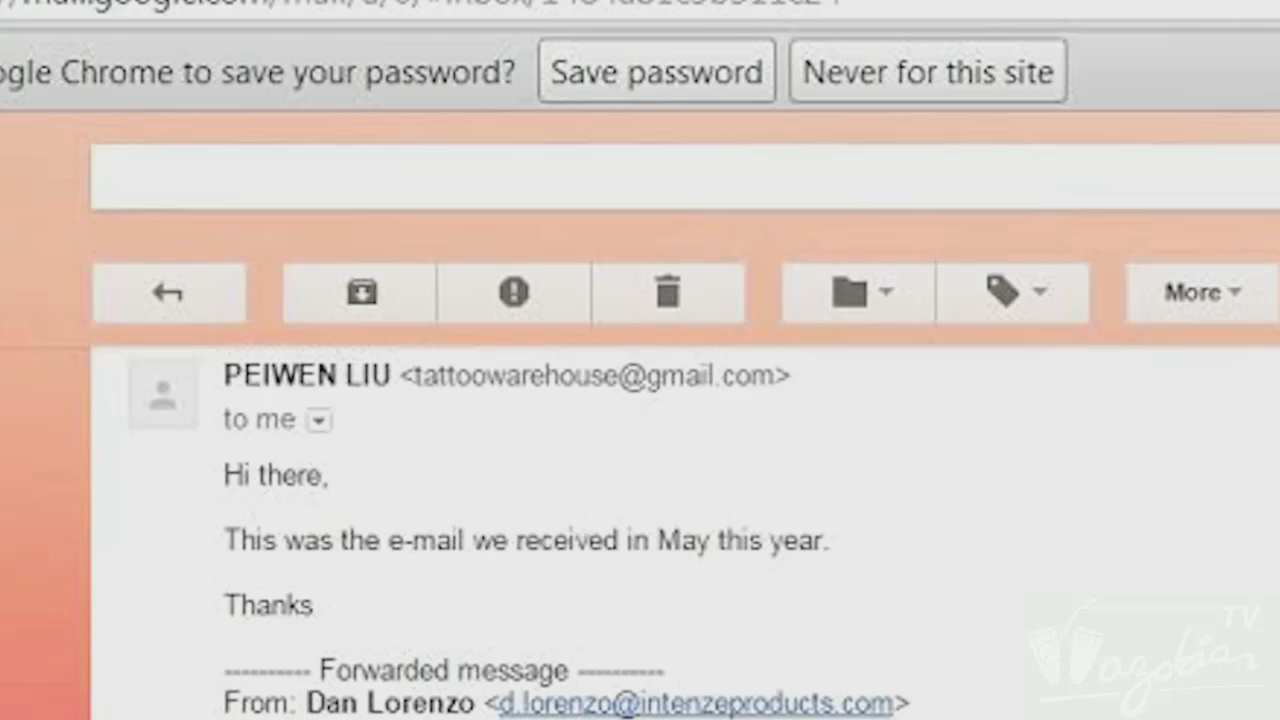 ogle Chrome to save your password? Save password Never for this site
More
PEIWEN LIU <tattoowarehouse@gmail.com>
to me
Hi there,
This was the e-mail we received in May this year.
Thanks
---------- Forwarded message ----------
From: Dan Lorenzo <d.lorenzo@intenzeproducts.com>
Wazobian TV